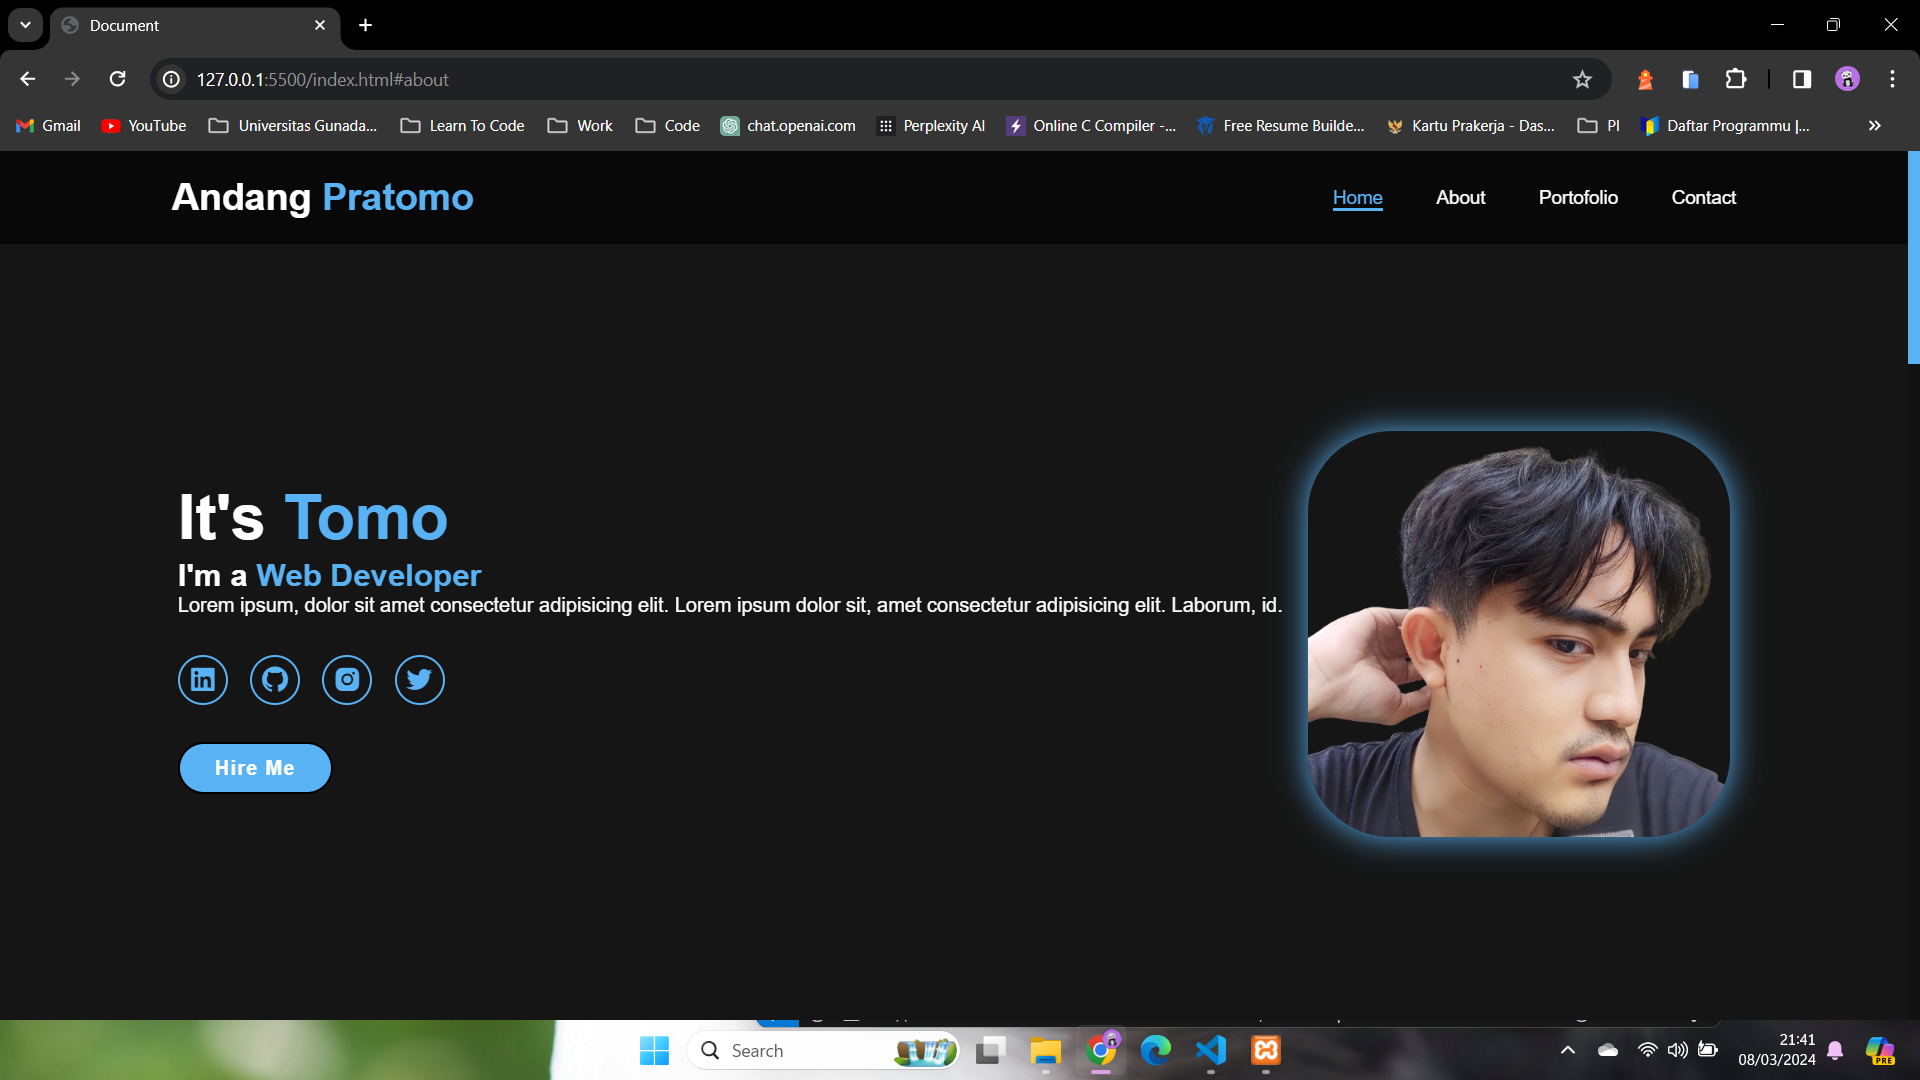 Document
127.0.0.1:5500/index.html#about
Gmail YouTube Universitas Gunada... Learn To Code Work Code chat.openai.com Perplexity AI Online C Compiler -... Free Resume Builde... Kartu Prakerja - Das... PI Daftar Programmu |...
Andang Pratomo
Home About Portofolio Contact
It's Tomo
I'm a Web Developer
Lorem ipsum, dolor sit amet consectetur adipisicing elit. Lorem ipsum dolor sit, amet consectetur adipisicing elit. Laborum, id.
in
Hire Me
Search
21:41
08/03/2024
PRE